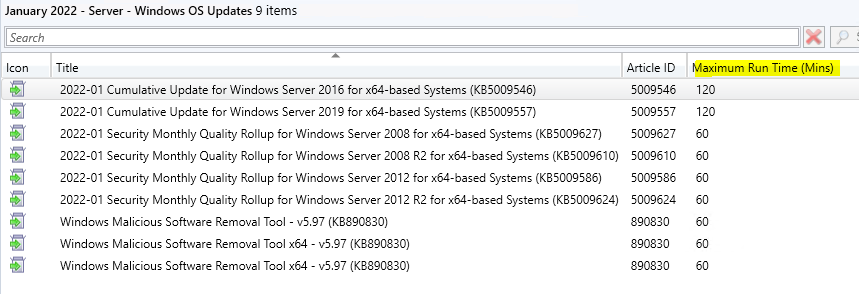 January 2022 - Server - Windows OS Updates 9 items
Search S
Icon Title Article ID Maximum Run Time (Mins)
2022-01 Cumulative Update for Windows Server 2016 for x64-based Systems (KB5009546) 5009546 120
2022-01 Cumulative Update for Windows Server 2019 for x64-based Systems (KB5009557) 5009557 120
2022-01 Security Monthly Quality Rollup for Windows Server 2008 for x64-based Systems (KB5009627) 5009627 60
2022-01 Security Monthly Quality Rollup for Windows Server 2008 R2 for x64-based Systems (KB5009610) 5009610 60
2022-01 Security Monthly Quality Rollup for Windows Server 2012 for x64-based Systems (KB5009586) 5009586 60
2022-01 Security Monthly Quality Rollup for Windows Server 2012 R2 for x64-based Systems (KB5009624) 5009624 60
Windows Malicious Software Removal Tool - v5.97 (KB890830) 890830 60
Windows Malicious Software Removal Tool x64 - v5.97 (KB890830) 890830 60
Windows Malicious Software Removal Tool x64 - v5.97 (KB890830) 890830 60